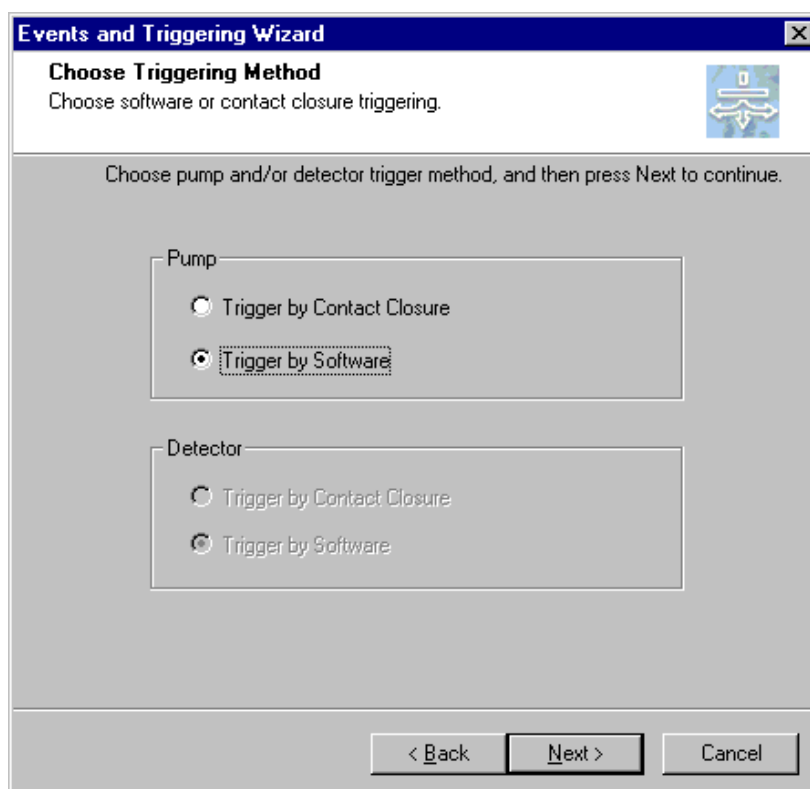 Events and Triggering Wizard
Choose Triggering Method
Choose software or contact closure triggering.
Choose pump and/or detector trigger method, and then press Next to continue.
Pump
Trigger by Contact Closure
Trigger by Software
Detector
Trigger by Contact Closure
Trigger by Software
< Back Next > Cancel